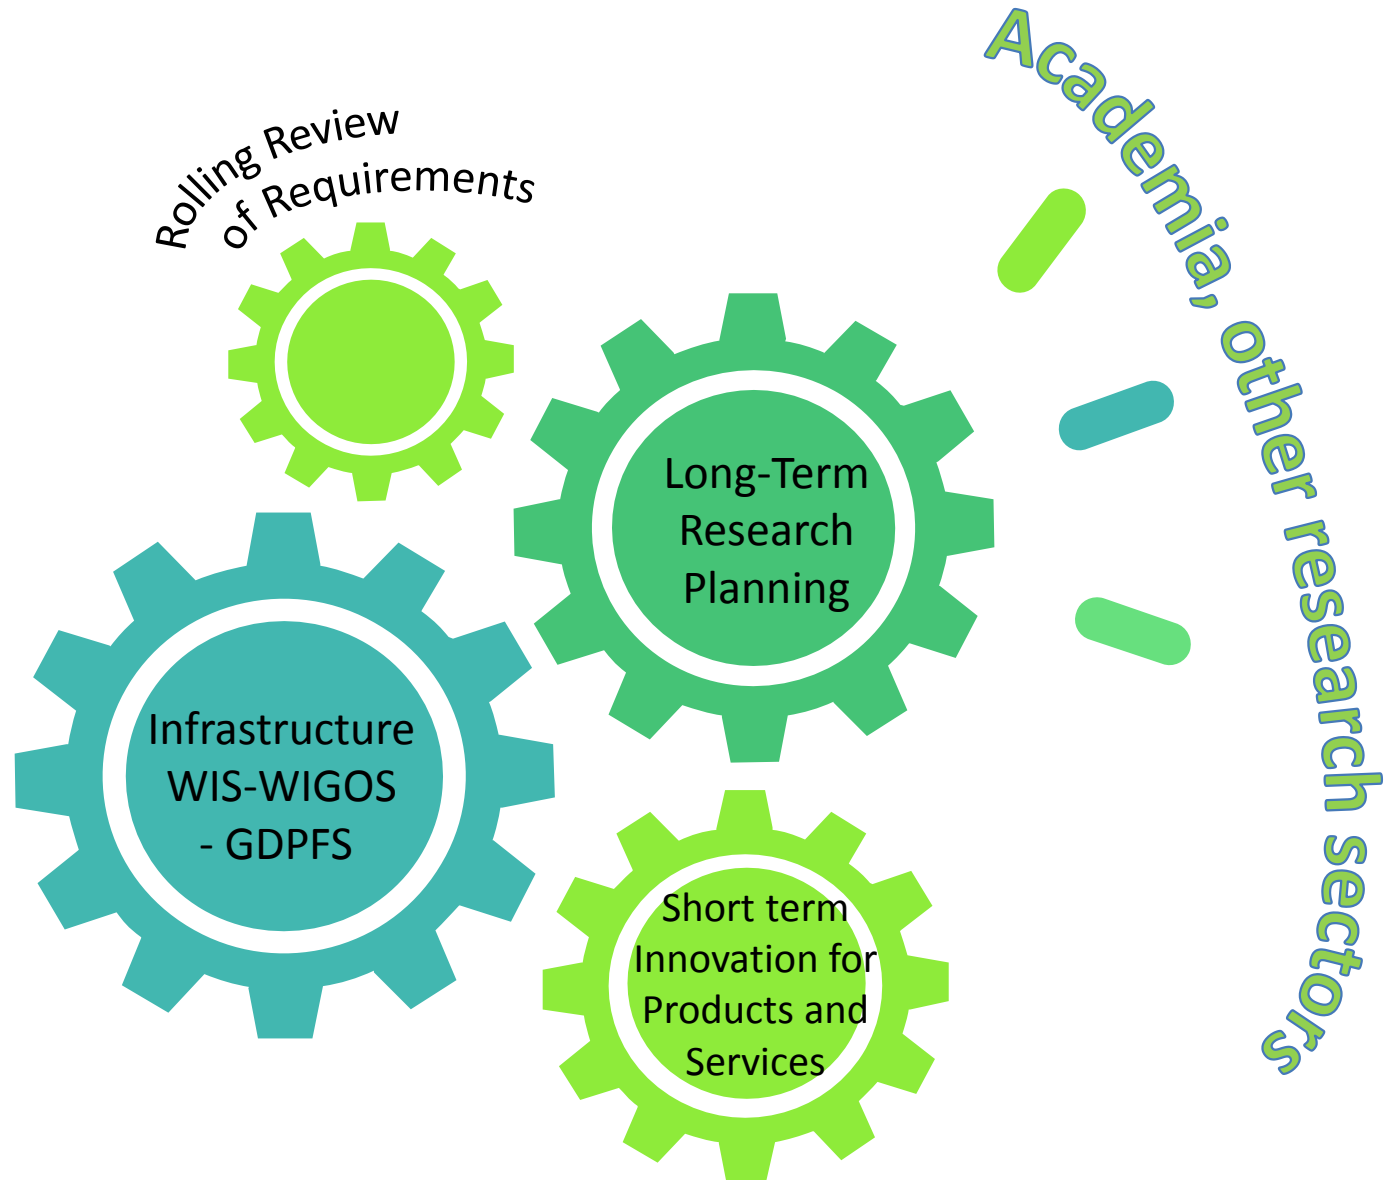 Rolling Review
of Requirements
Long-Term
Research
Planning
Infrastructure
WIS-WIGOS
- GDPFS
Short term
Innovation for
Products and
Services
Academia, other research sectors